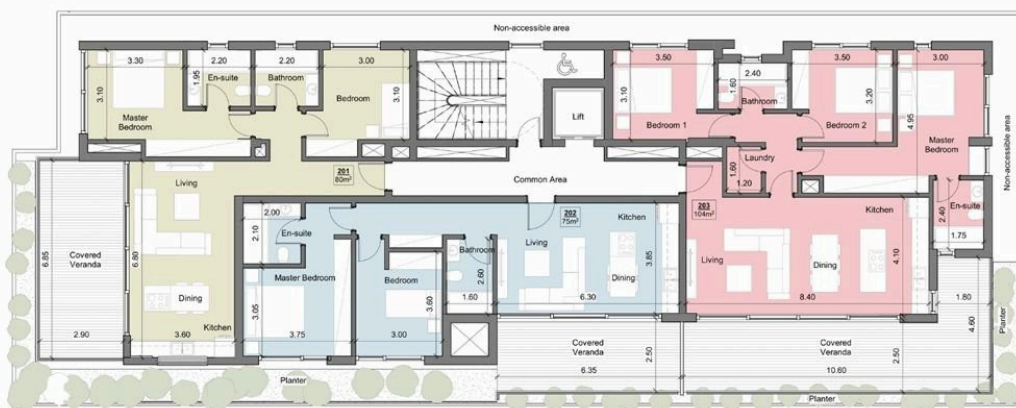 Non-accessible area
3.30
2.20
2.20
3.00
3.50
2.40
3.50
3.00
1.95
En-suite
Bathroom
Bedroom
3.10
Master
Bedroom
3.10
Lift
3.10
Bedroom 1
1.60
Bathroom
3.20
Bedroom 2
4.95
Master
Bedroom
Non-accessible area
Living
201
80m²
Common Area
Laundry
1.60
1.20
203
104m²
Kitchen
2.40
En-suite
1.75
Covered
Veranda
6.85
6.80
2.90
Dining
3.60
Kitchen
2.00
2.10
En-suite
Master Bedroom
3.05
3.75
Bedroom
3.60
3.00
Bathroom
2.60
1.60
202
75m²
Kitchen
Living
3.85
Dining
6.30
Living
Dining
4.10
8.40
1.80
4.60
Planter
Covered
Veranda
2.50
6.35
Covered
Veranda
2.50
10.60
Planter
Planter